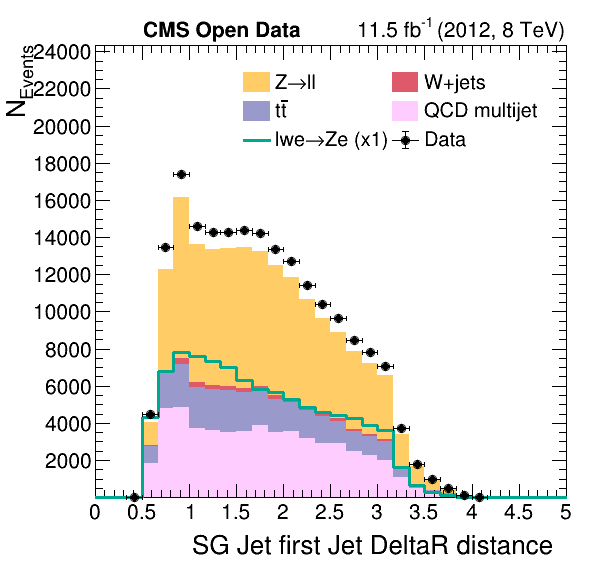 CMS Open Data 11.5 fb⁻¹ (2012, 8 TeV)
N_Events
24000
22000
20000
18000
16000
14000
12000
10000
8000
6000
4000
2000
Z→ll W+jets
tt̄ QCD multijet
lwe→Ze (x1) Data
0 0.5 1 1.5 2 2.5 3 3.5 4 4.5 5
SG Jet first Jet DeltaR distance